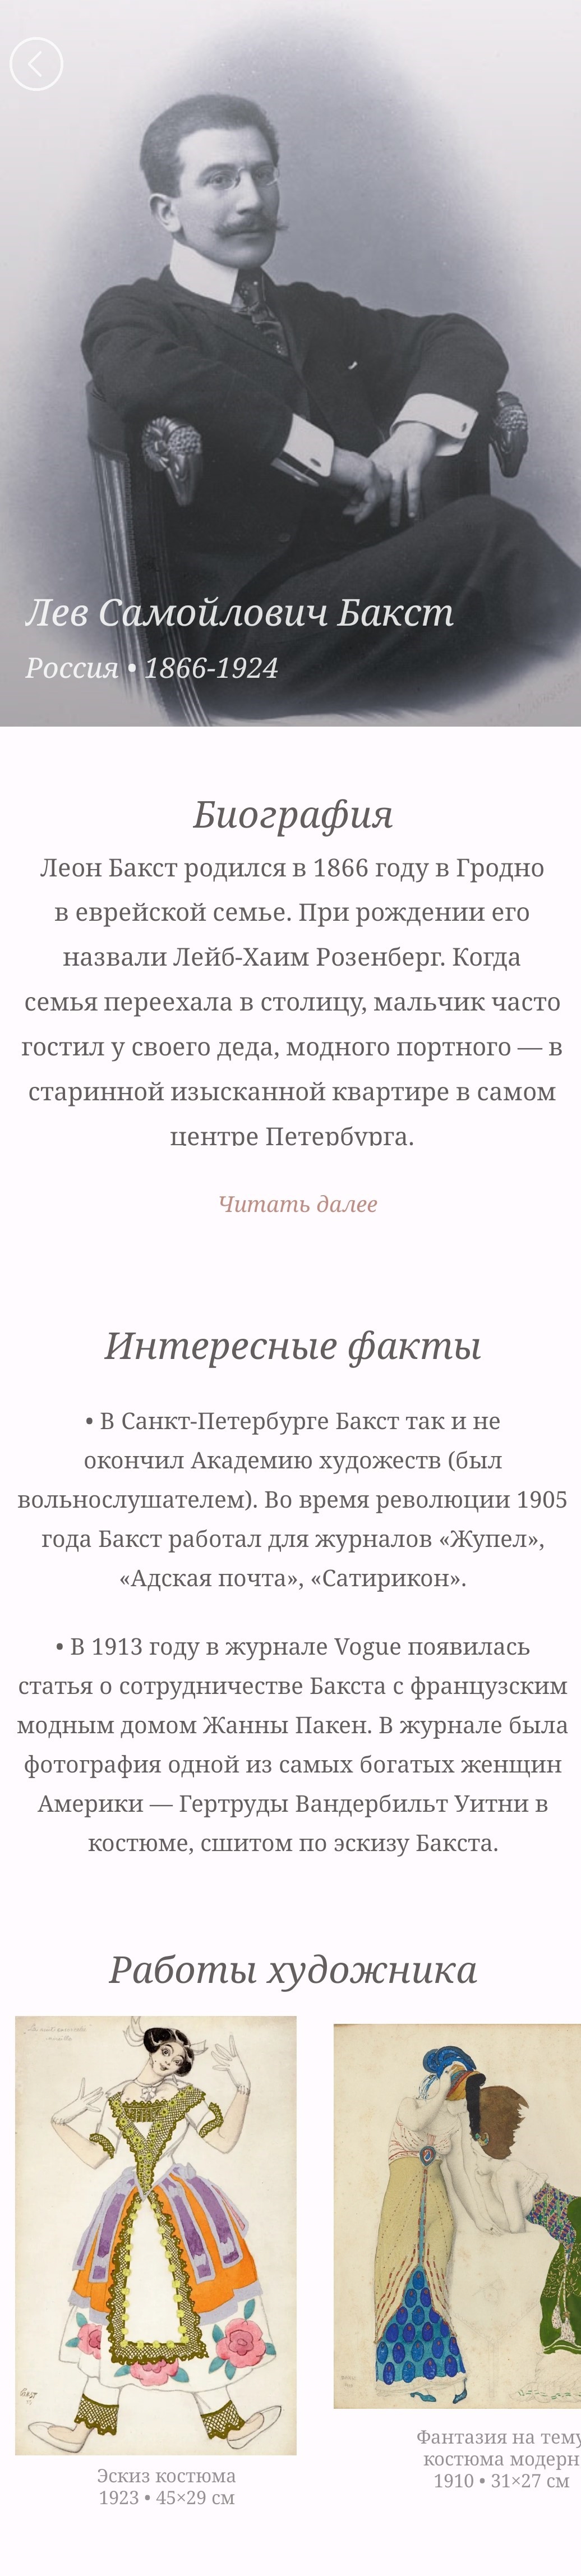 Лев Самойлович Бакст
Россия • 1866-1924
Биография
Леон Бакст родился в 1866 году в Гродно
в еврейской семье. При рождении его
назвали Лейб-Хаим Розенберг. Когда
семья переехала в столицу, мальчик часто
гостил у своего деда, модного портного — в
старинной изысканной квартире в самом
центре Петербурга.
Читать далее
Интересные факты
• В Санкт-Петербурге Бакст так и не
окончил Академию художеств (был
вольнослушателем). Во время революции 1905
года Бакст работал для журналов «Жупел»,
«Адская почта», «Сатирикон».
• В 1913 году в журнале Vogue появилась
статья о сотрудничестве Бакста с французским
модным домом Жанны Пакен. В журнале была
фотография одной из самых богатых женщин
Америки — Гертруды Вандербильт Уитни в
костюме, сшитом по эскизу Бакста.
Работы художника
Эскиз костюма
1923 • 45×29 см
Фантазия на тему
костюма модерн
1910 • 31×27 см